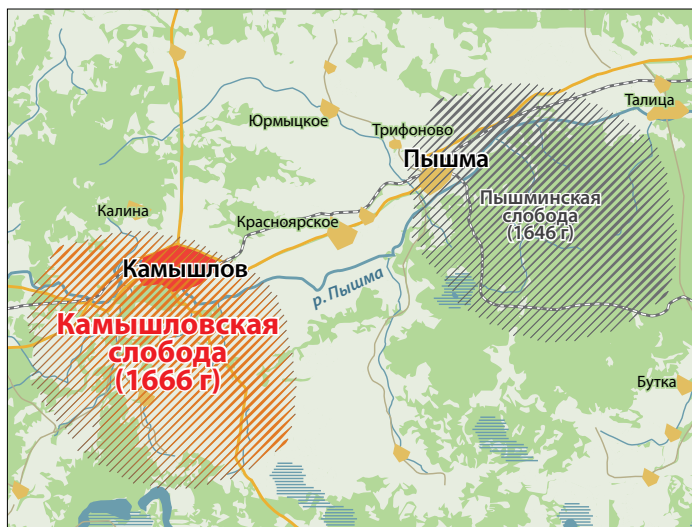 Талица
Юрмыцкое
Трифоново
Пышма
Пышминская
слобода
(1646 г)
Калина
Красноярское
Камышлов
р. Пышма
Камышловская
слобода
(1666 г)
Бутка